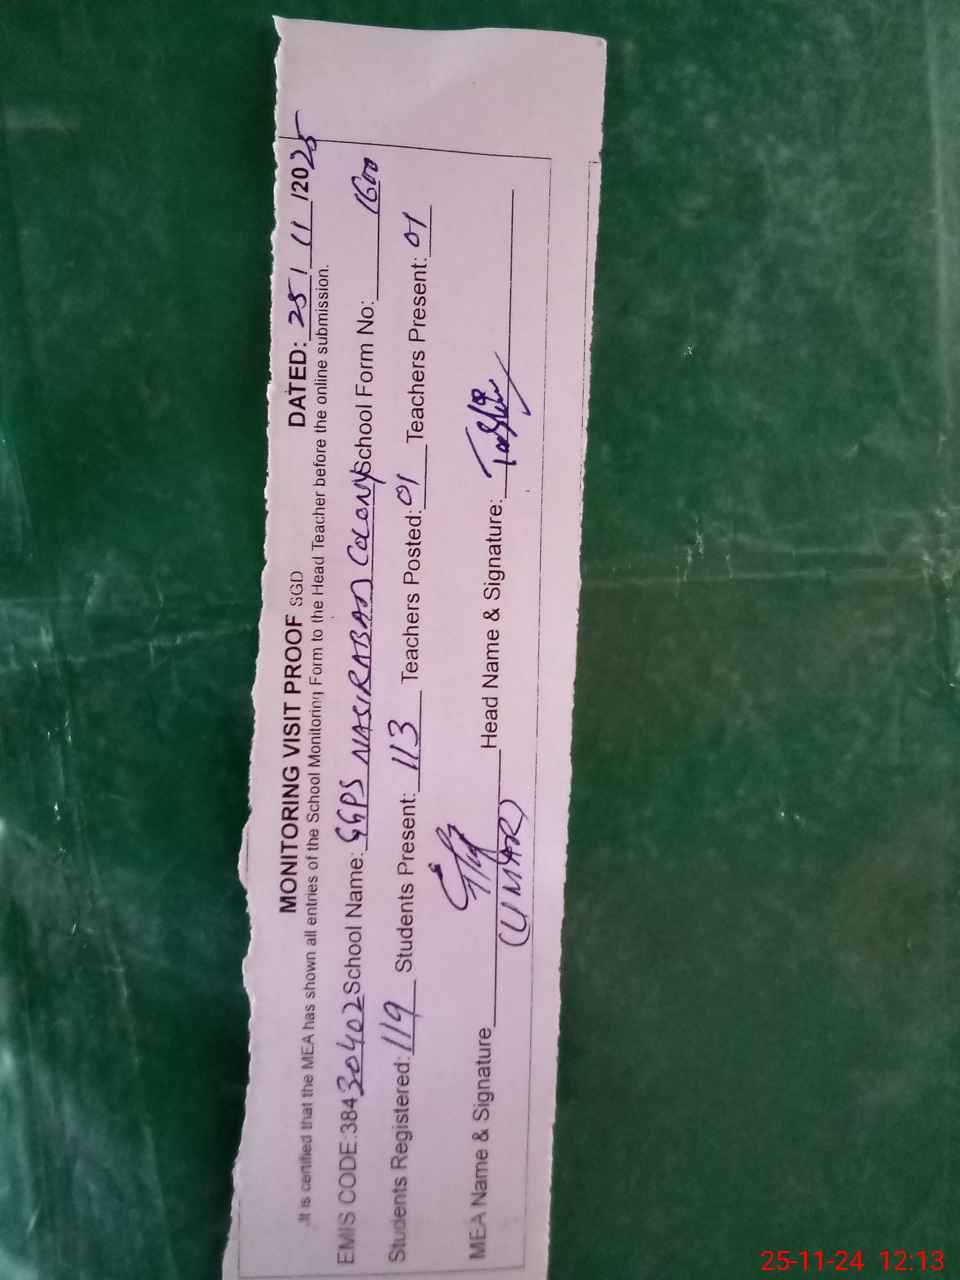 MONITORING VISIT PROOF SGD DATED: 25/11/2025
It is certified that the MEA has shown all entries of the School Monitoring Form to the Head Teacher before the online submission.
EMIS CODE:38430402 School Name: GGPS NASIRABAD COLONY School Form No: 1600
Students Registered: 119 Students Present: 113 Teachers Posted: 01 Teachers Present: 01
MEA Name & Signature Head Name & Signature:
(UMAR)
25-11-24 12:13